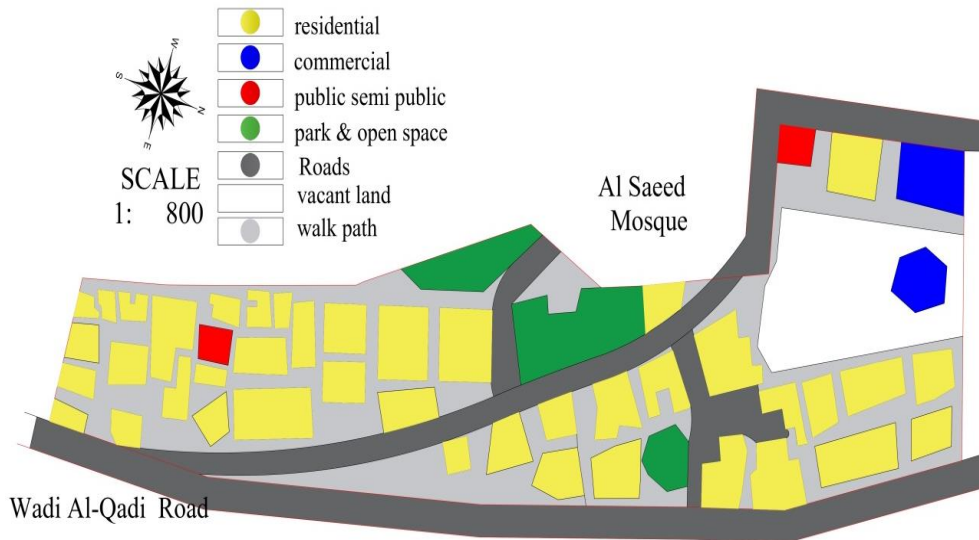 W
S
N
E
SCALE
1: 800
residential
commercial
public semi public
park & open space
Roads
vacant land
walk path
Al Saeed
Mosque
Wadi Al-Qadi Road